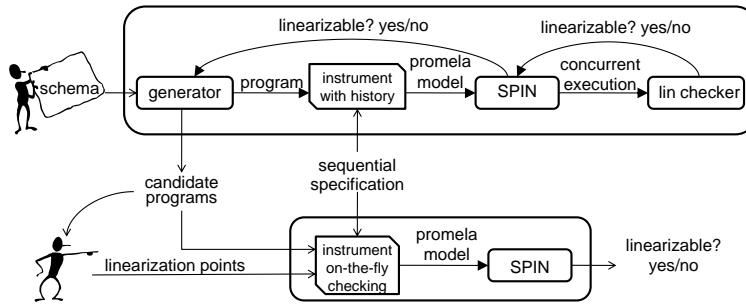 linearizable? yes/no
linearizable? yes/no
schema
generator
program
instrument
with history
promela
model
SPIN
concurrent
execution
lin checker
candidate
programs
sequential
specification
linearization points
instrument
on-the-fly
checking
promela
model
SPIN
linearizable?
yes/no